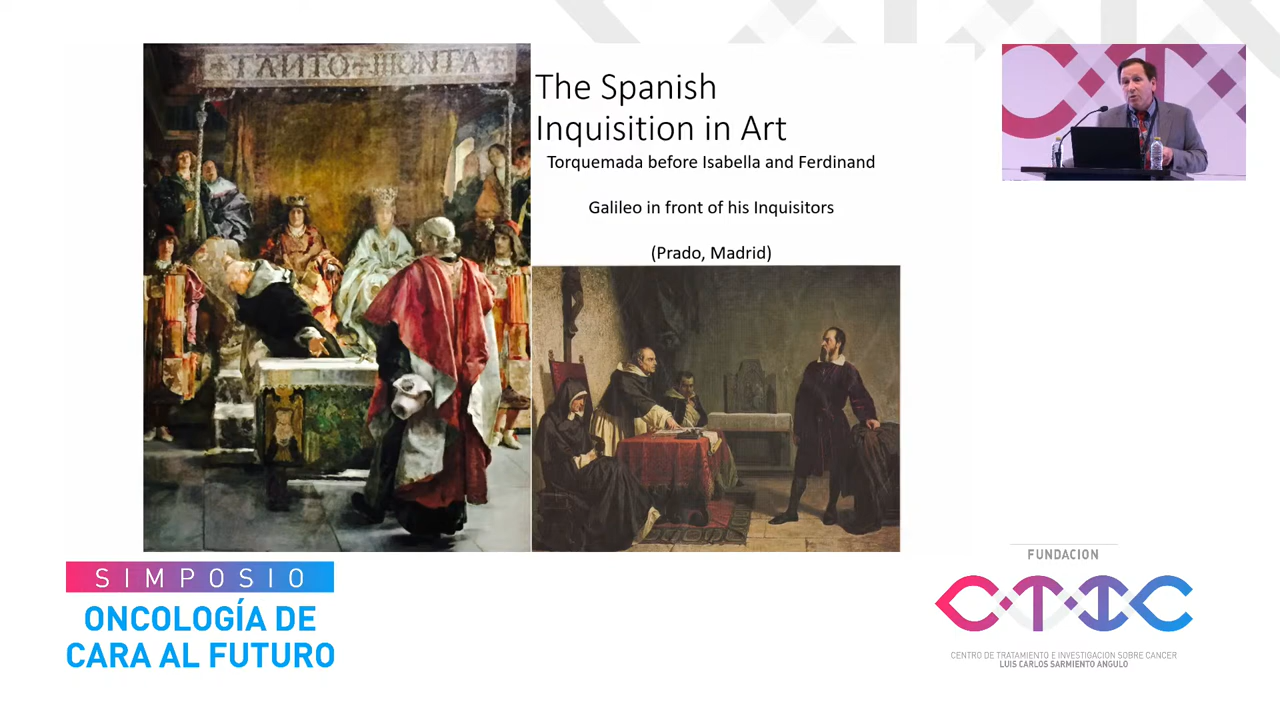 TANTO MONTA
The Spanish
Inquisition in Art
Torquemada before Isabella and Ferdinand
Galileo in front of his Inquisitors
(Prado, Madrid)
SIMPOSIO
ONCOLOGÍA DE
CARA AL FUTURO
FUNDACION
CTIC
CENTRO DE TRATAMIENTO E INVESTIGACION SOBRE CANCER
LUIS CARLOS SARMIENTO ANGULO